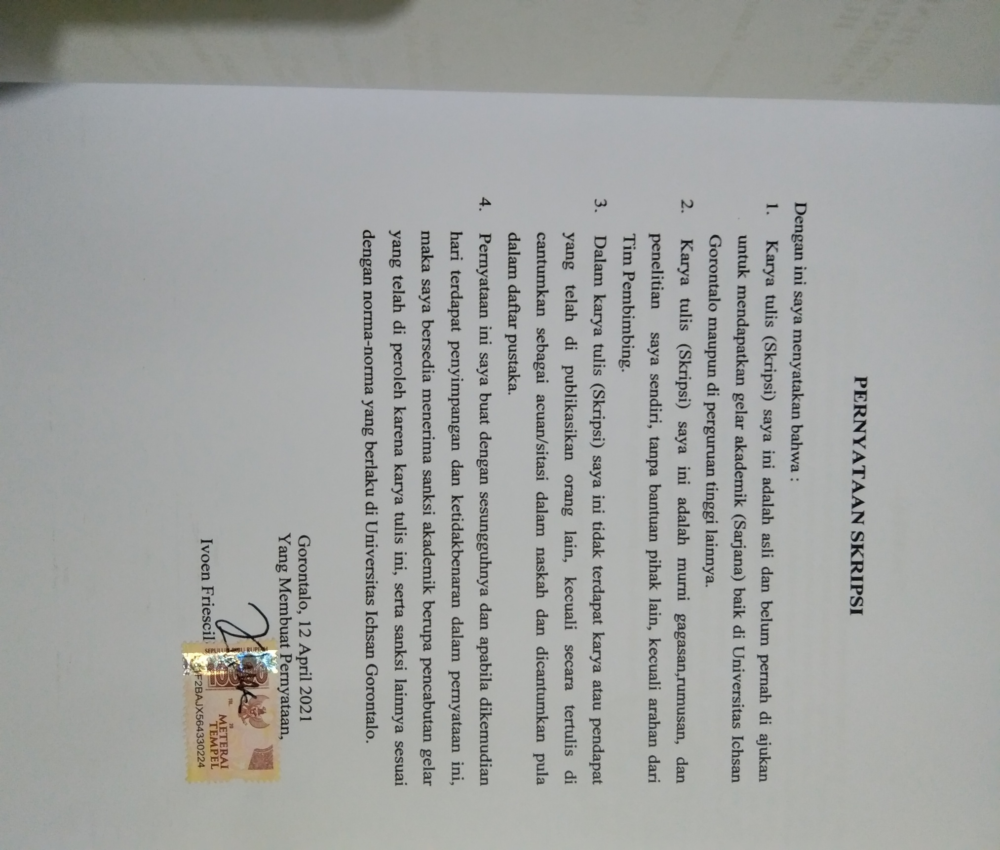 PERNYATAAN SKRIPSI
Dengan ini saya menyatakan bahwa :
1. Karya tulis (Skripsi) saya ini adalah asli dan belum pernah di ajukan
untuk mendapatkan gelar akademik (Sarjana) baik di Universitas Ichsan
Gorontalo maupun di perguruan tinggi lainnya.
2. Karya tulis (Skripsi) saya ini adalah murni gagasan,rumusan, dan
penelitian saya sendiri, tanpa bantuan pihak lain, kecuali arahan dari
Tim Pembimbing.
3. Dalam karya tulis (Skripsi) saya ini tidak terdapat karya atau pendapat
yang telah di publikasikan orang lain, kecuali secara tertulis di
cantumkan sebagai acuan/sitasi dalam naskah dan dicantumkan pula
dalam daftar pustaka.
4. Pernyataan ini saya buat dengan sesungguhnya dan apabila dikemudian
hari terdapat penyimpangan dan ketidakbenaran dalam pernyataan ini,
maka saya bersedia menerima sanksi akademik berupa pencabutan gelar
yang telah di peroleh karena karya tulis ini, serta sanksi lainnya sesuai
dengan norma-norma yang berlaku di Universitas Ichsan Gorontalo.
Gorontalo, 12 April 2021
Yang Membuat Pernyataan,
SEPULUH RIBU RUPIAH
TGL. 20
METERAI
TEMPEL
F2BAJX564330224
Ivoen